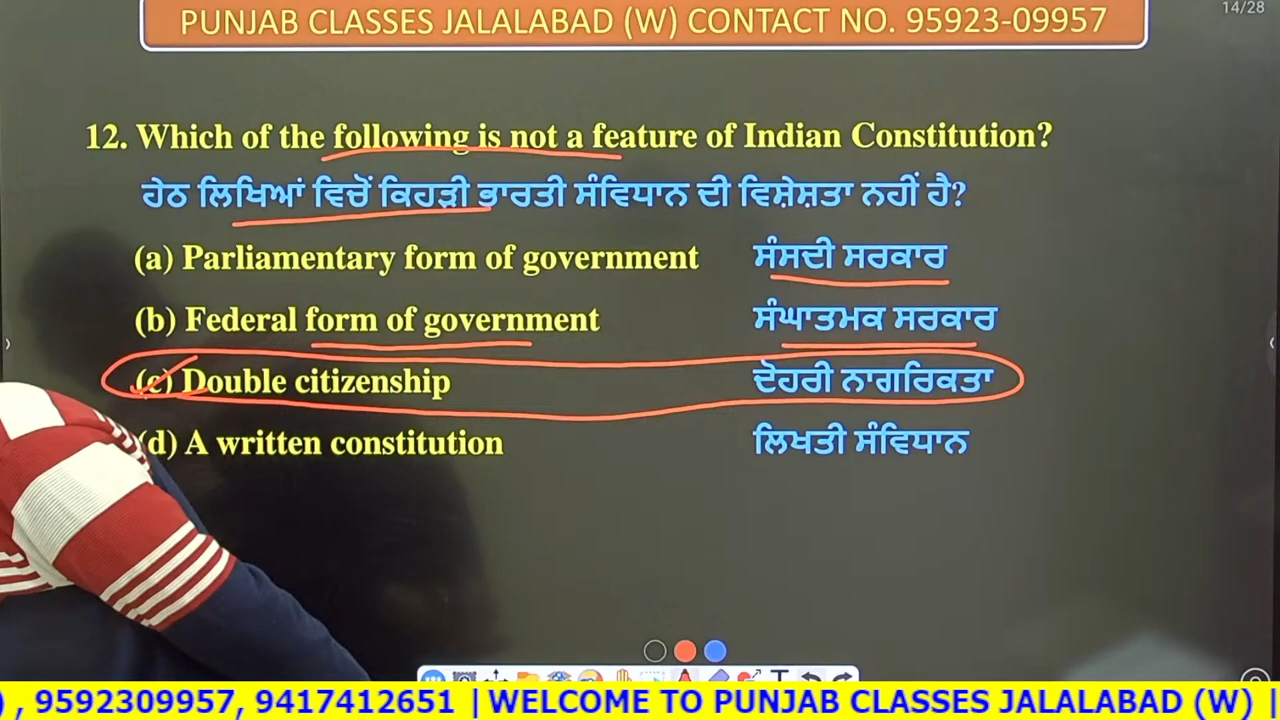 PUNJAB CLASSES JALALABAD (W) CONTACT NO. 95923-09957
14/28
12. Which of the following is not a feature of Indian Constitution?
ਹੇਠ ਲਿਖਿਆਂ ਵਿਚੋਂ ਕਿਹੜੀ ਭਾਰਤੀ ਸੰਵਿਧਾਨ ਦੀ ਵਿਸ਼ੇਸ਼ਤਾ ਨਹੀਂ ਹੈ?
(a) Parliamentary form of government ਸੰਸਦੀ ਸਰਕਾਰ
(b) Federal form of government ਸੰਘਾਤਮਕ ਸਰਕਾਰ
(c) Double citizenship ਦੋਹਰੀ ਨਾਗਰਿਕਤਾ
(d) A written constitution ਲਿਖਤੀ ਸੰਵਿਧਾਨ
) , 9592309957, 9417412651 | WELCOME TO PUNJAB CLASSES JALALABAD (W) |